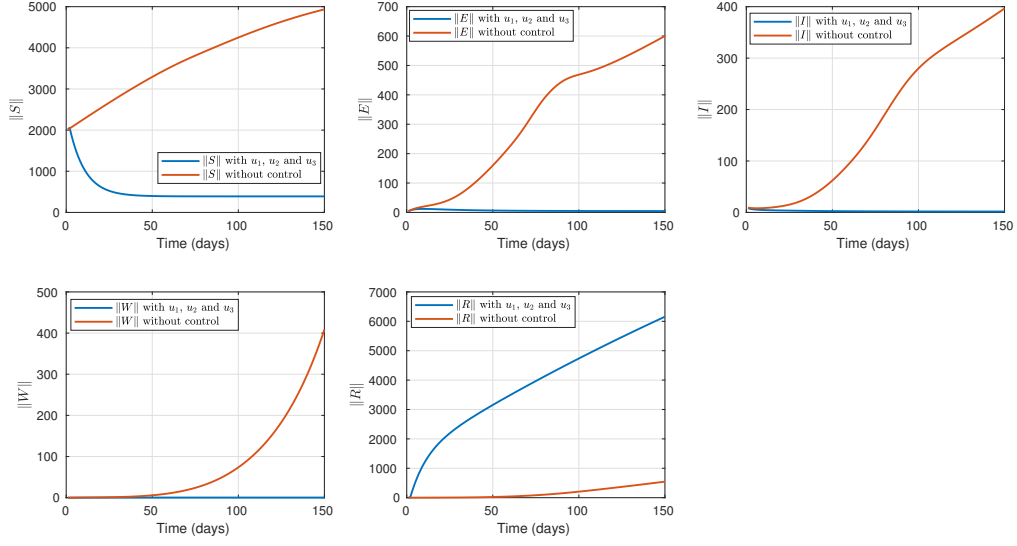 5000
4000
3000
2000
1000
0
‖S‖
‖S‖ with u₁, u₂ and u₃
‖S‖ without control
0 50 100 150
Time (days)
700
600
500
400
300
200
100
0
‖E‖
‖E‖ with u₁, u₂ and u₃
‖E‖ without control
0 50 100 150
Time (days)
400
300
200
100
0
‖I‖
‖I‖ with u₁, u₂ and u₃
‖I‖ without control
0 50 100 150
Time (days)
500
400
300
200
100
0
‖W‖
‖W‖ with u₁, u₂ and u₃
‖W‖ without control
0 50 100 150
Time (days)
7000
6000
5000
4000
3000
2000
1000
0
‖R‖
‖R‖ with u₁, u₂ and u₃
‖R‖ without control
0 50 100 150
Time (days)